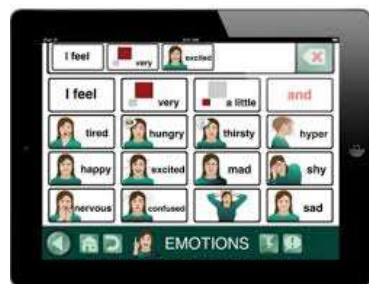 I feel very excited
I feel very a little and
tired hungry thirsty hyper
happy excited mad shy
nervous confused sad
EMOTIONS